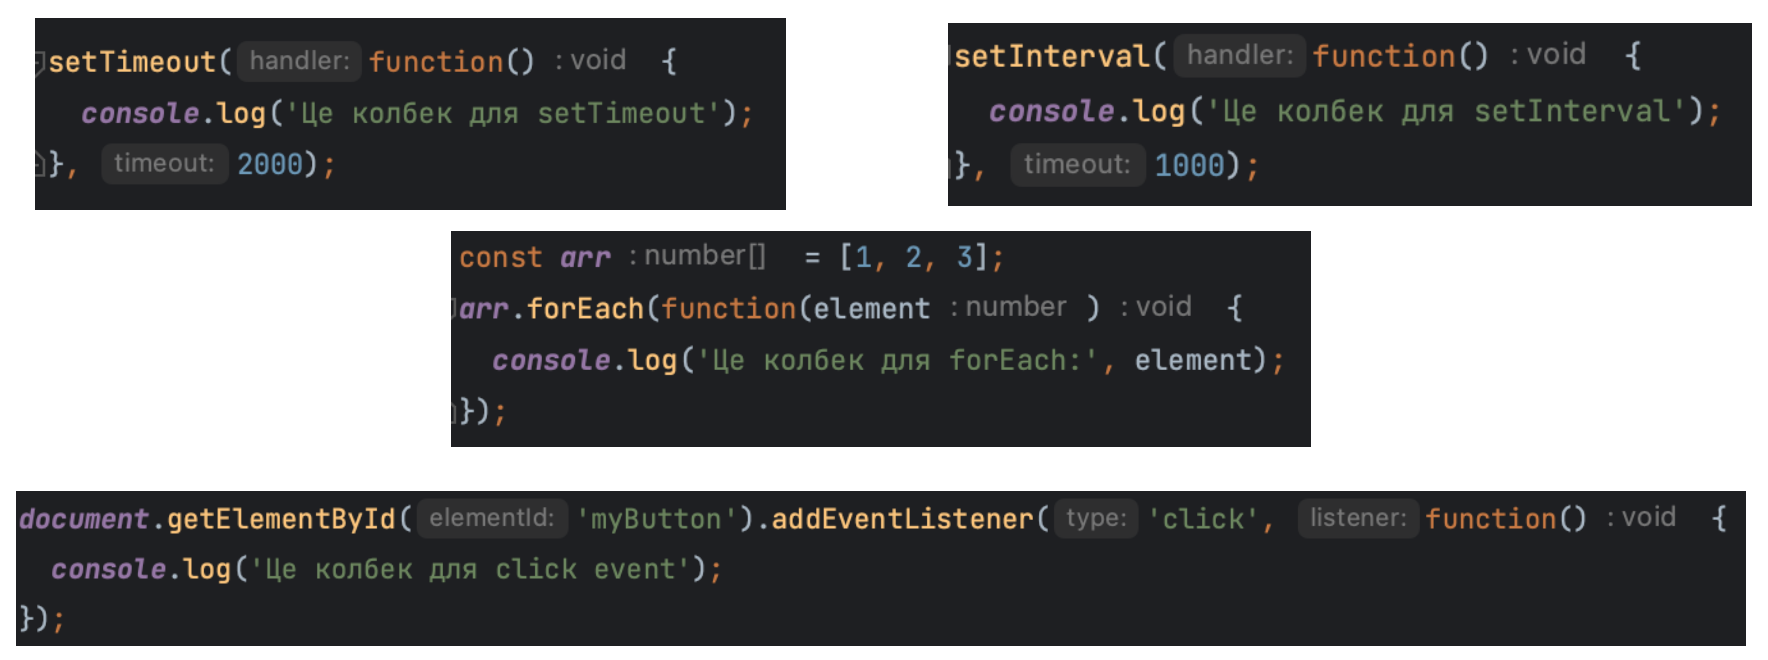 setTimeout( handler: function() : void {
console.log('Це колбек для setTimeout');
}, timeout: 2000);
setInterval( handler: function() : void {
console.log('Це колбек для setInterval');
}, timeout: 1000);
const arr : number[] = [1, 2, 3];
arr.forEach(function(element : number ) : void {
console.log('Це колбек для forEach:', element);
});
document.getElementById( elementId: 'myButton').addEventListener( type: 'click', listener: function() : void {
console.log('Це колбек для click event');
});